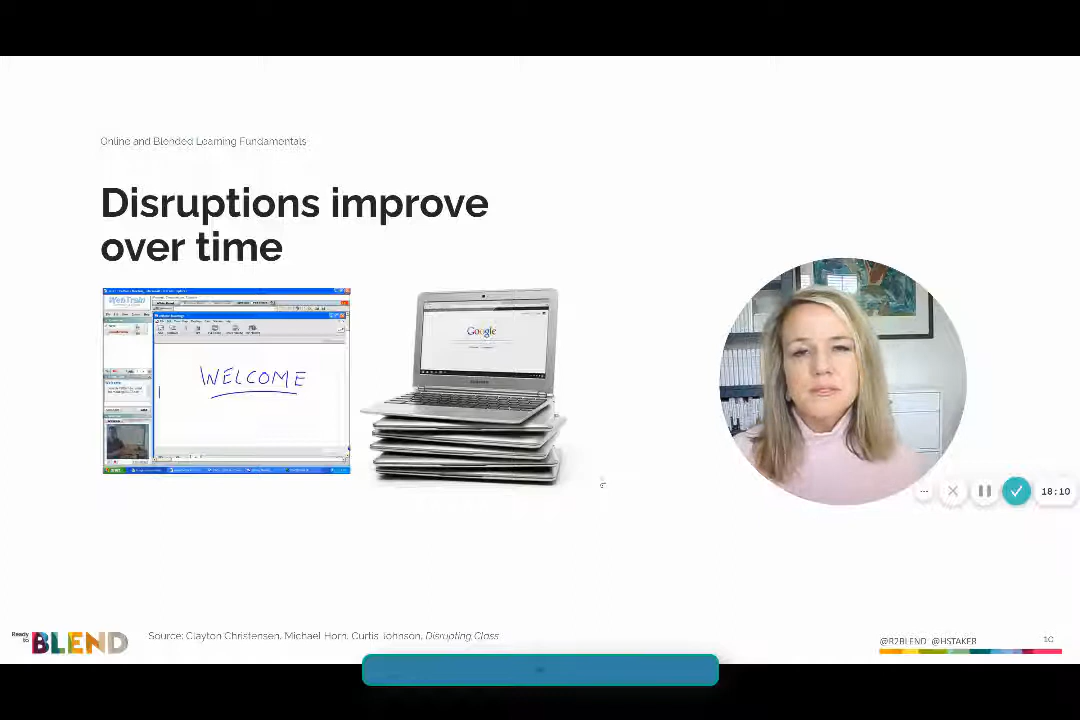 Online and Blended Learning Fundamentals
Disruptions improve
over time
WebTrain
WELCOME
Google
18:10
Ready
to
BLEND
Source: Clayton Christensen, Michael Horn, Curtis Johnson, Disrupting Class
@R2BLEND @HSTAKER
10